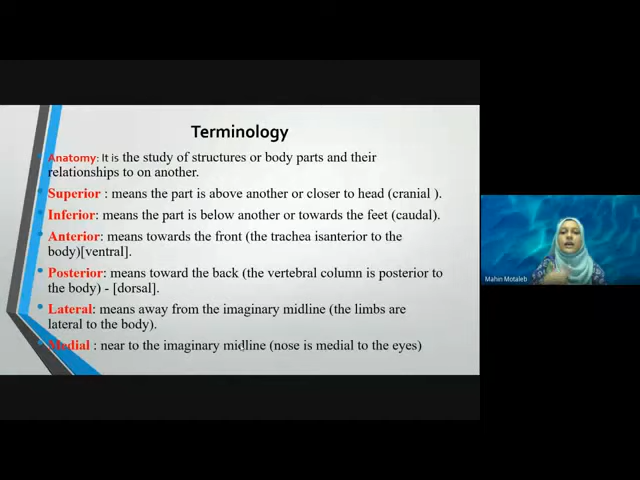 Terminology
Anatomy: It is the study of structures or body parts and their
relationships to on another.
Superior : means the part is above another or closer to head (cranial ).
Inferior: means the part is below another or towards the feet (caudal).
Anterior: means towards the front (the trachea isanterior to the
body)[ventral].
Posterior: means toward the back (the vertebral column is posterior to
the body) - [dorsal].
Lateral: means away from the imaginary midline (the limbs are
lateral to the body).
Medial : near to the imaginary midline (nose is medial to the eyes)
Mahin Motaleb